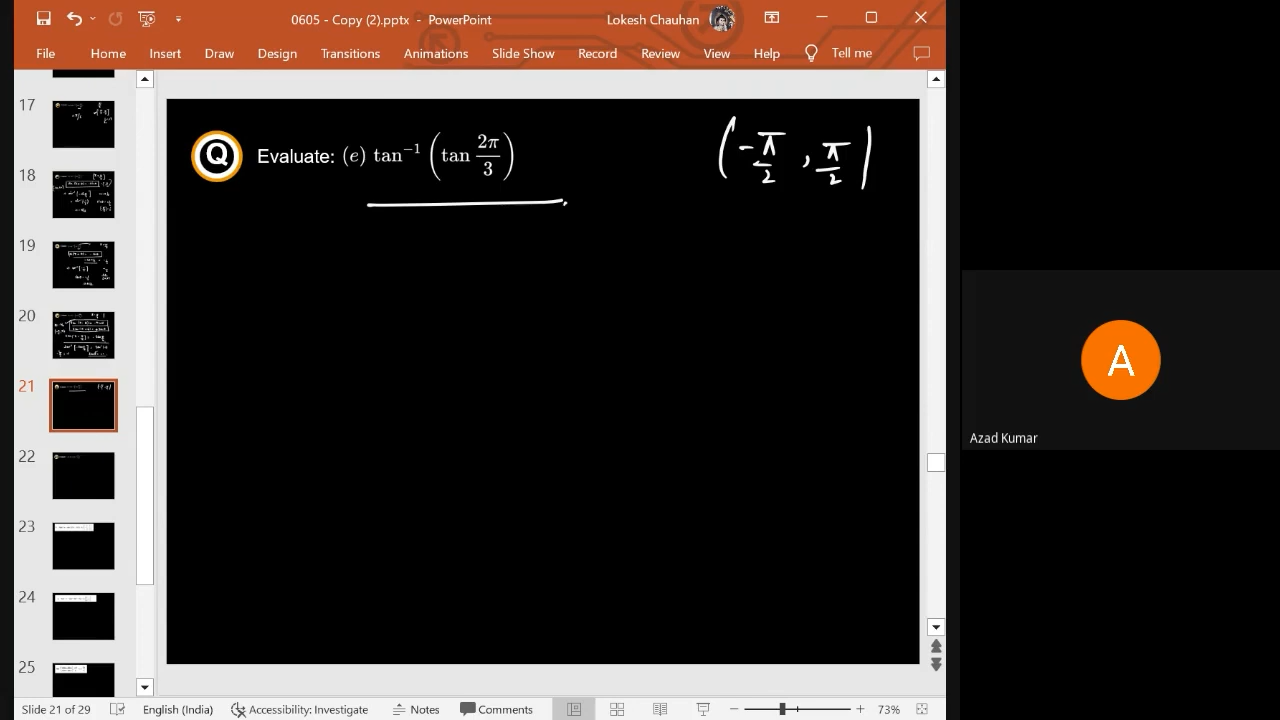 0605 - Copy (2).pptx - PowerPoint
Lokesh Chauhan
File Home Insert Draw Design Transitions Animations Slide Show Record Review View Help Tell me
17
18
19
20
21
22
23
24
25
Q Evaluate: (e) tan⁻¹ (tan 2π/3)
(-π/2, π/2)
A
Azad Kumar
Slide 21 of 29 English (India) Accessibility: Investigate Notes Comments 73%